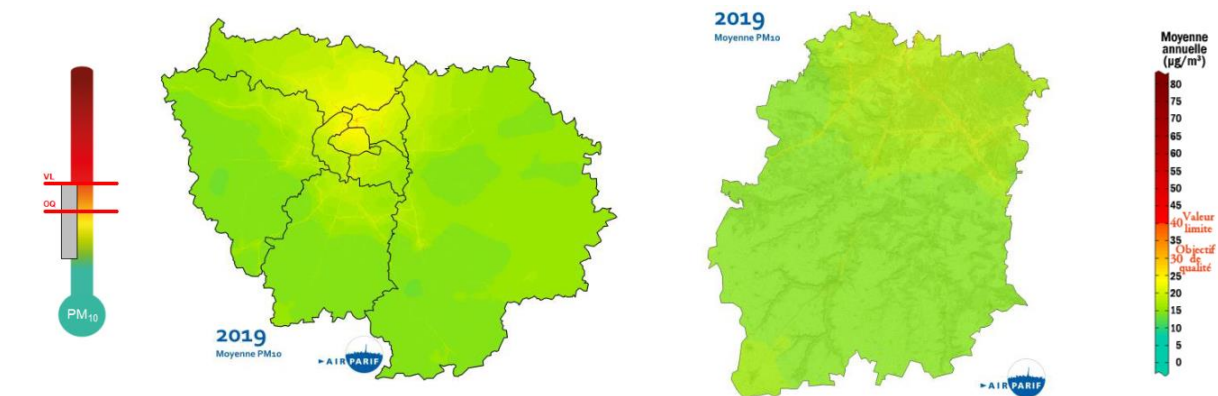 VL
OQ
PM10
2019
Moyenne PM10
AIRPARIF
2019
Moyenne PM10
AIRPARIF
Moyenne
annuelle
(µg/m³)
80
75
70
65
60
55
50
45
40 Valeur
limite
35
Objectif
30 de
qualité
25
20
15
10
5
0